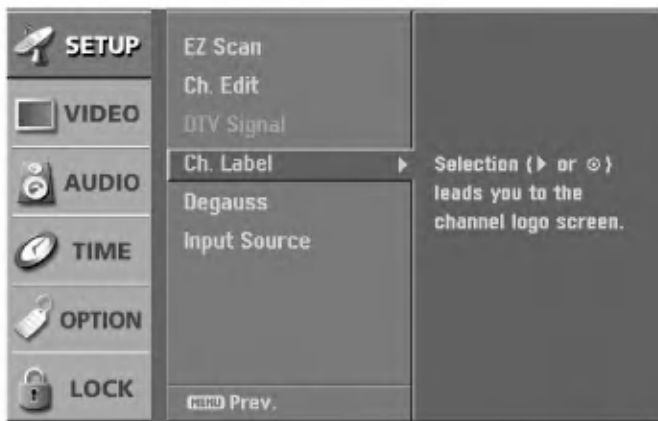 SETUP
VIDEO
AUDIO
TIME
OPTION
LOCK
EZ Scan
Ch. Edit
DTV Signal
Ch. Label
Degauss
Input Source
MENU Prev.
Selection (▶ or ⊙)
leads you to the
channel logo screen.